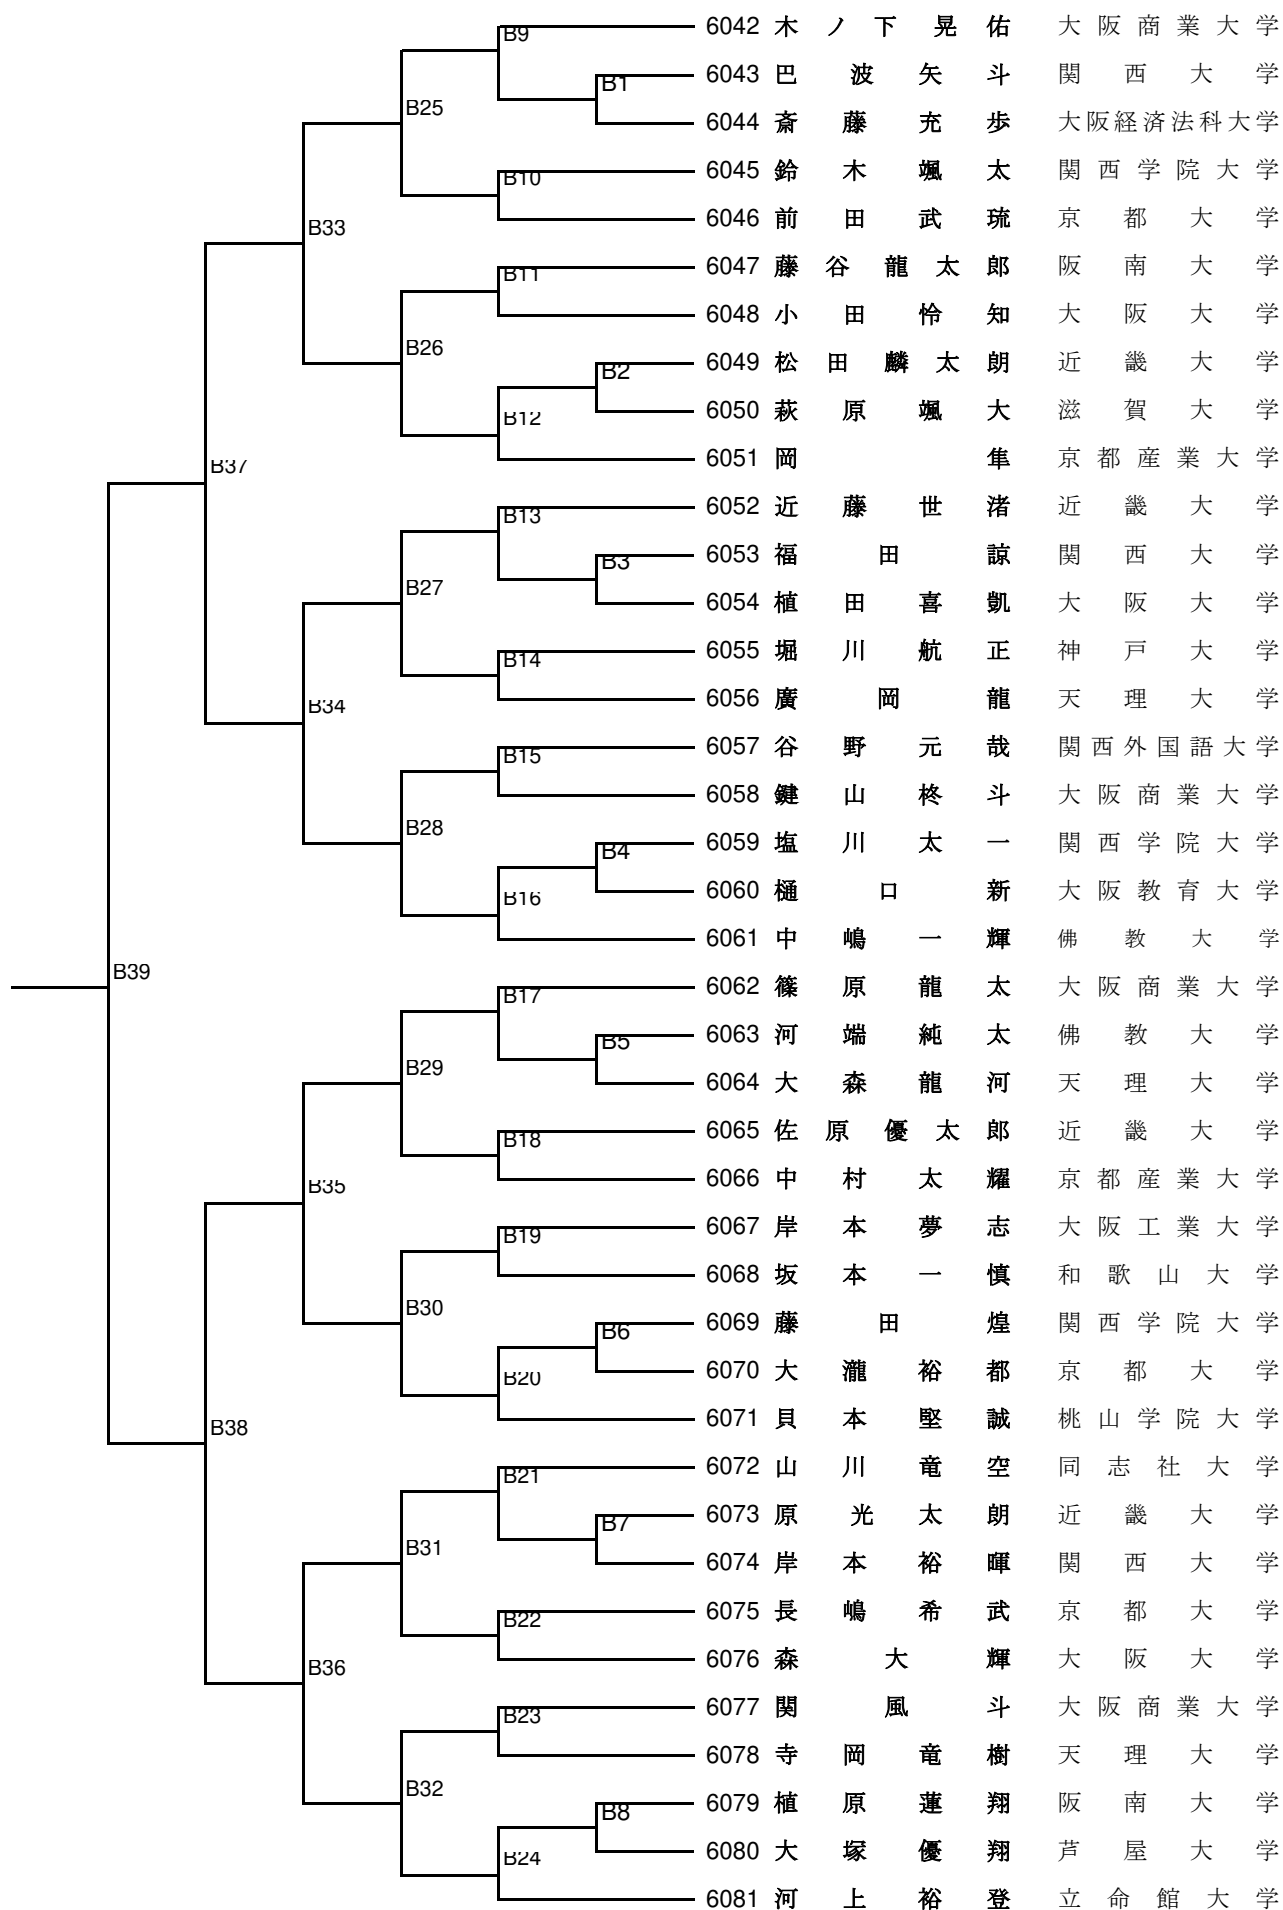 B9 6042 木ノ下晃佑 大阪商業大学
6043 巴波矢斗 関西大学
B1
B25 6044 斎藤充歩 大阪経済法科大学
B10 6045 鈴木颯太 関西学院大学
B33 6046 前田武琉 京都大学
B11 6047 藤谷龍太郎 阪南大学
6048 小田怜知 大阪大学
B26
B2 6049 松田麟太朗 近畿大学
B12 6050 萩原颯大 滋賀大学
B37 6051 岡隼 京都産業大学
B13 6052 近藤世渚 近畿大学
B3 6053 福田諒 関西大学
B27 6054 植田喜凱 大阪大学
B14 6055 堀川航正 神戸大学
B34 6056 廣岡龍 天理大学
B15 6057 谷野元哉 関西外国語大学
6058 鍵山柊斗 大阪商業大学
B28
B4 6059 塩川太一 関西学院大学
B16 6060 樋口新 大阪教育大学
6061 中嶋一輝 佛教大学
B39
B17 6062 篠原龍太 大阪商業大学
B5 6063 河端純太 佛教大学
B29 6064 大森龍河 天理大学
B18 6065 佐原優太郎 近畿大学
B35 6066 中村太耀 京都産業大学
B19 6067 岸本夢志 大阪工業大学
6068 坂本一慎 和歌山大学
B30
B6 6069 藤田煌 関西学院大学
B20 6070 大瀧裕都 京都大学
B38 6071 貝本堅誠 桃山学院大学
B21 6072 山川竜空 同志社大学
B7 6073 原光太朗 近畿大学
B31 6074 岸本裕暉 関西大学
B22 6075 長嶋希武 京都大学
B36 6076 森大輝 大阪大学
B23 6077 関風斗 大阪商業大学
6078 寺岡竜樹 天理大学
B32
B8 6079 植原蓮翔 阪南大学
B24 6080 大塚優翔 芦屋大学
6081 河上裕登 立命館大学